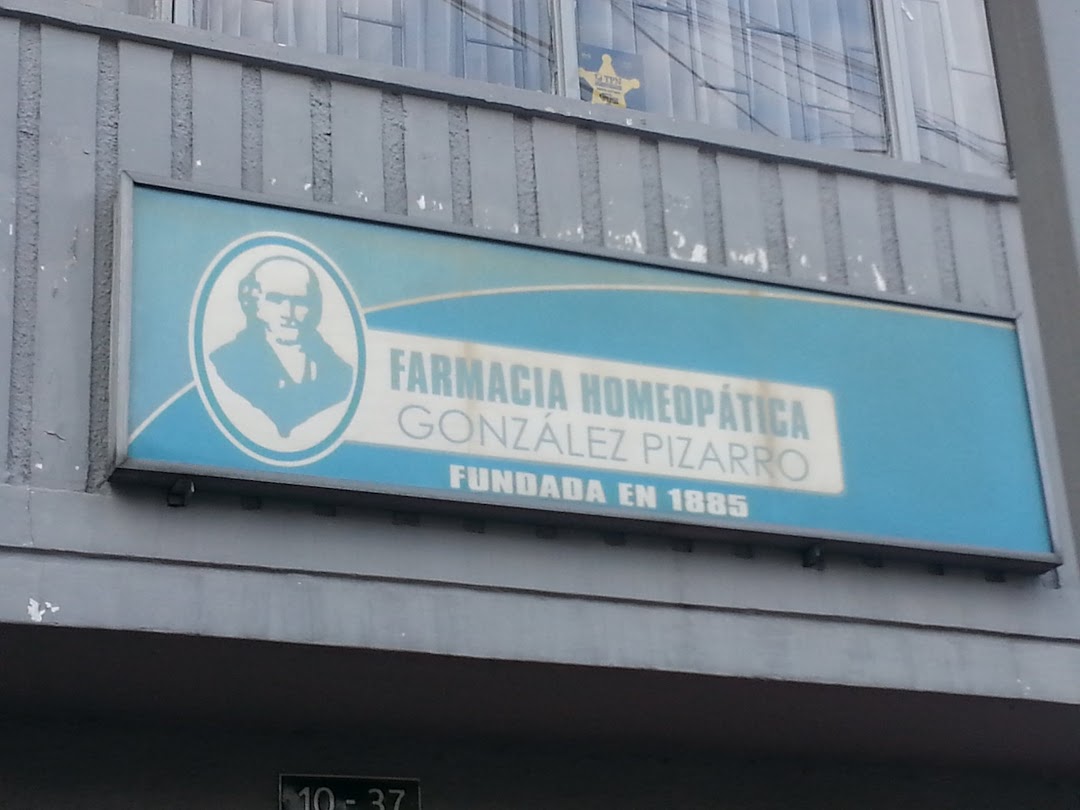 FARMACIA HOMEOPÁTICA
GONZÁLEZ PIZARRO
FUNDADA EN 1885
10-37